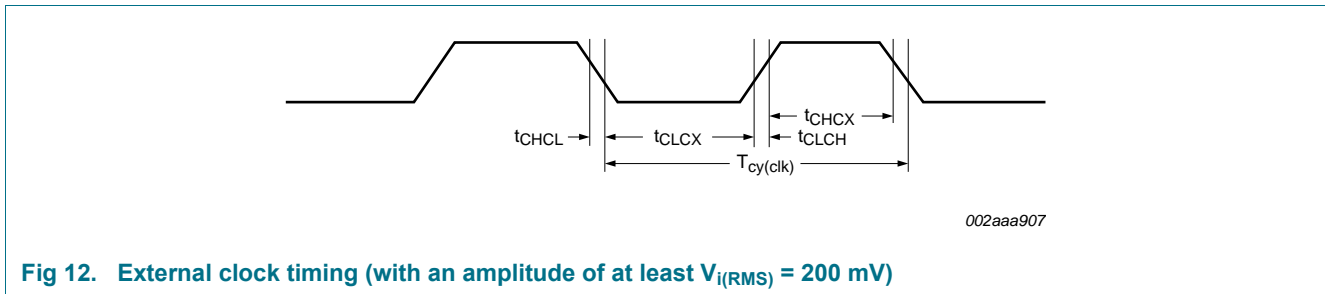 tCHCX
tCHCL tCLCX tCLCH
Tcy(clk)
002aaa907
Fig 12. External clock timing (with an amplitude of at least Vi(RMS) = 200 mV)